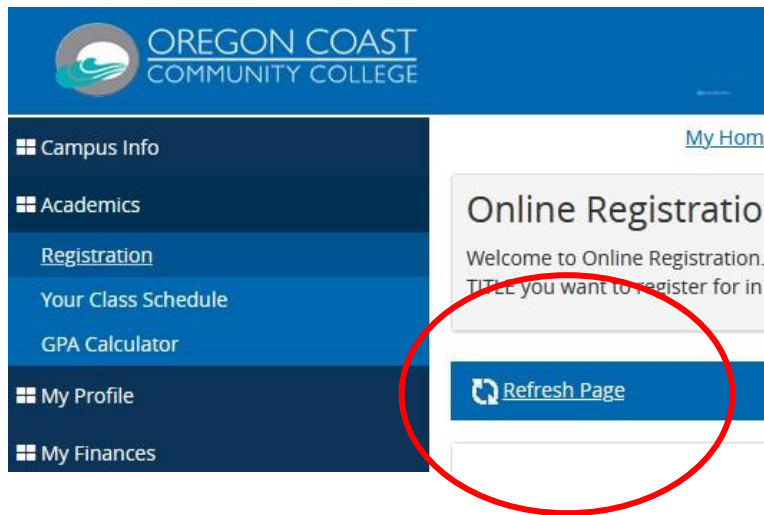 OREGON COAST
COMMUNITY COLLEGE
My Hom
Campus Info
Academics
Registration
Your Class Schedule
GPA Calculator
My Profile
My Finances
Online Registratio
Welcome to Online Registration.
TITLE you want to register for in
Refresh Page